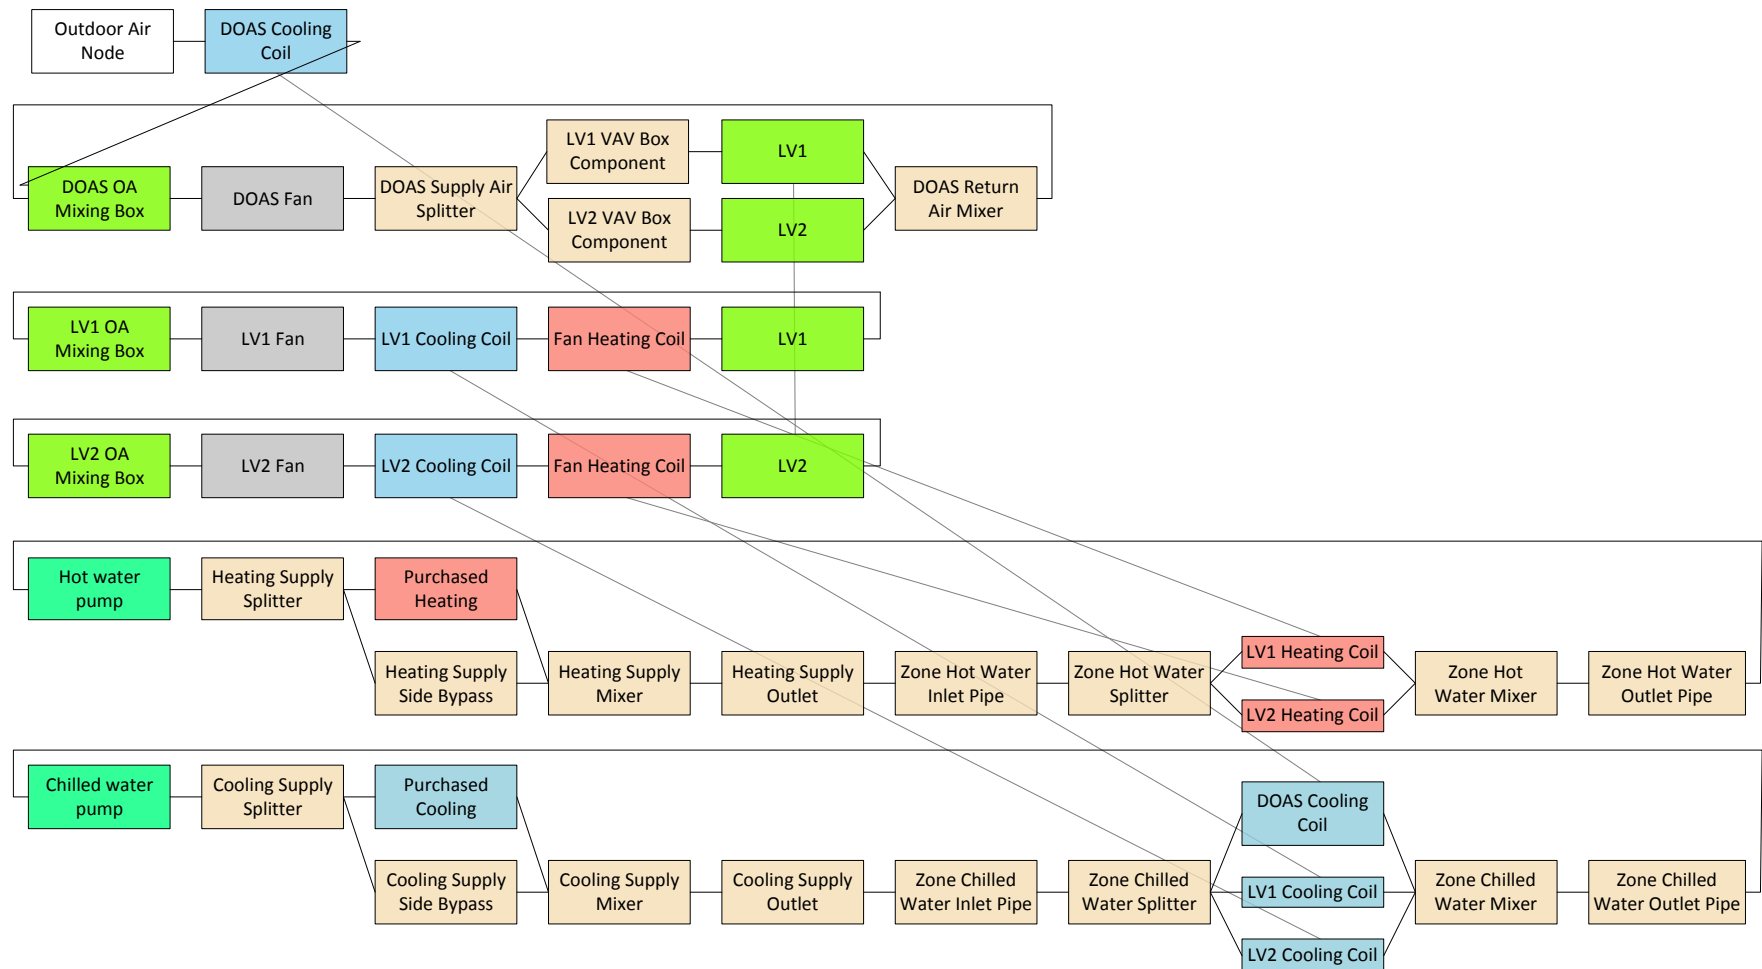 Outdoor Air
Node
DOAS Cooling
Coil
DOAS OA
Mixing Box
DOAS Fan
DOAS Supply Air
Splitter
LV1 VAV Box
Component
LV1
LV2 VAV Box
Component
LV2
DOAS Return
Air Mixer
LV1 OA
Mixing Box
LV1 Fan
LV1 Cooling Coil
Fan Heating Coil
LV1
LV2 OA
Mixing Box
LV2 Fan
LV2 Cooling Coil
Fan Heating Coil
LV2
Hot water
pump
Heating Supply
Splitter
Purchased
Heating
Heating Supply
Side Bypass
Heating Supply
Mixer
Heating Supply
Outlet
Zone Hot Water
Inlet Pipe
Zone Hot Water
Splitter
LV1 Heating Coil
LV2 Heating Coil
Zone Hot
Water Mixer
Zone Hot Water
Outlet Pipe
Chilled water
pump
Cooling Supply
Splitter
Purchased
Cooling
Cooling Supply
Side Bypass
Cooling Supply
Mixer
Cooling Supply
Outlet
Zone Chilled
Water Inlet Pipe
Zone Chilled
Water Splitter
DOAS Cooling
Coil
LV1 Cooling Coil
LV2 Cooling Coil
Zone Chilled
Water Mixer
Zone Chilled
Water Outlet Pipe